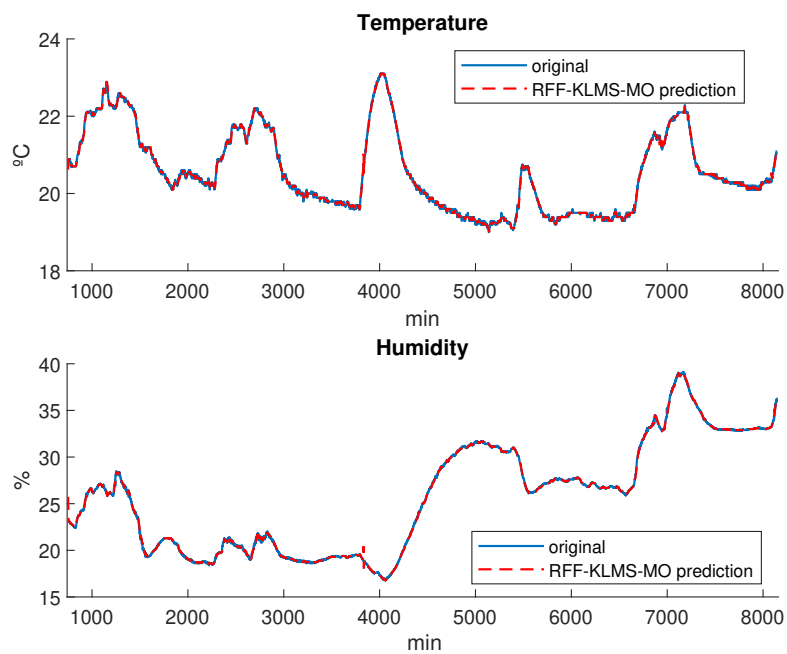 Temperature
24
22
20
18
ºC
original
RFF-KLMS-MO prediction
1000 2000 3000 4000 5000 6000 7000 8000
min
Humidity
40
35
30
25
20
15
%
original
RFF-KLMS-MO prediction
1000 2000 3000 4000 5000 6000 7000 8000
min